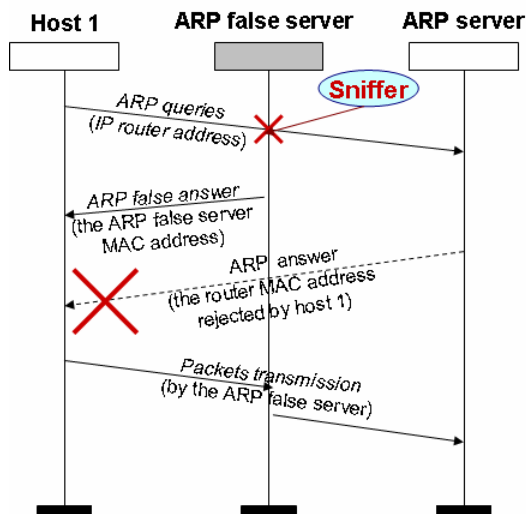 Host 1
ARP false server
ARP server
Sniffer
ARP queries
(IP router address)
ARP false answer
(the ARP false server
MAC address)
ARP answer
(the router MAC address
rejected by host 1)
Packets transmission
(by the ARP false server)